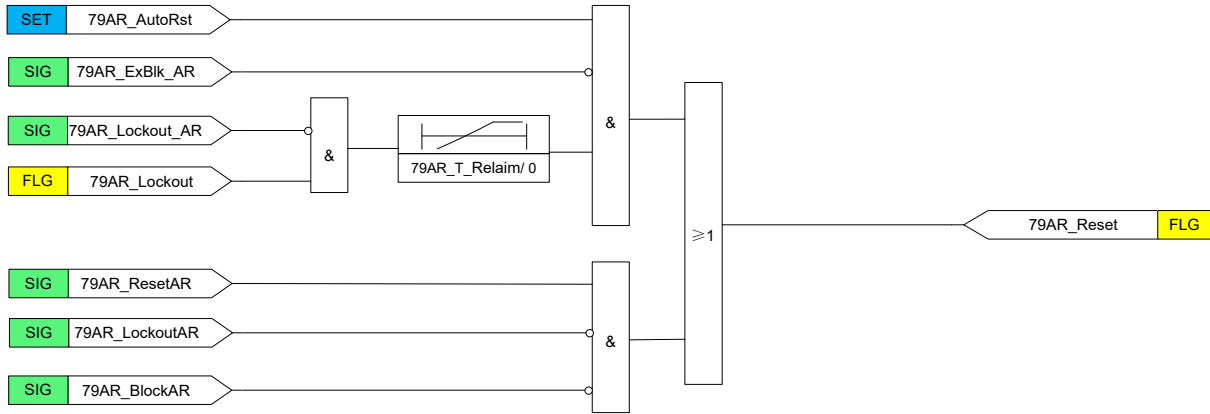 SET 79AR_AutoRst
SIG 79AR_ExBlk_AR
SIG 79AR_Lockout_AR
FLG 79AR_Lockout
&
79AR_T_Relaim/ 0
&
≥1
79AR_Reset FLG
SIG 79AR_ResetAR
SIG 79AR_LockoutAR
SIG 79AR_BlockAR
&